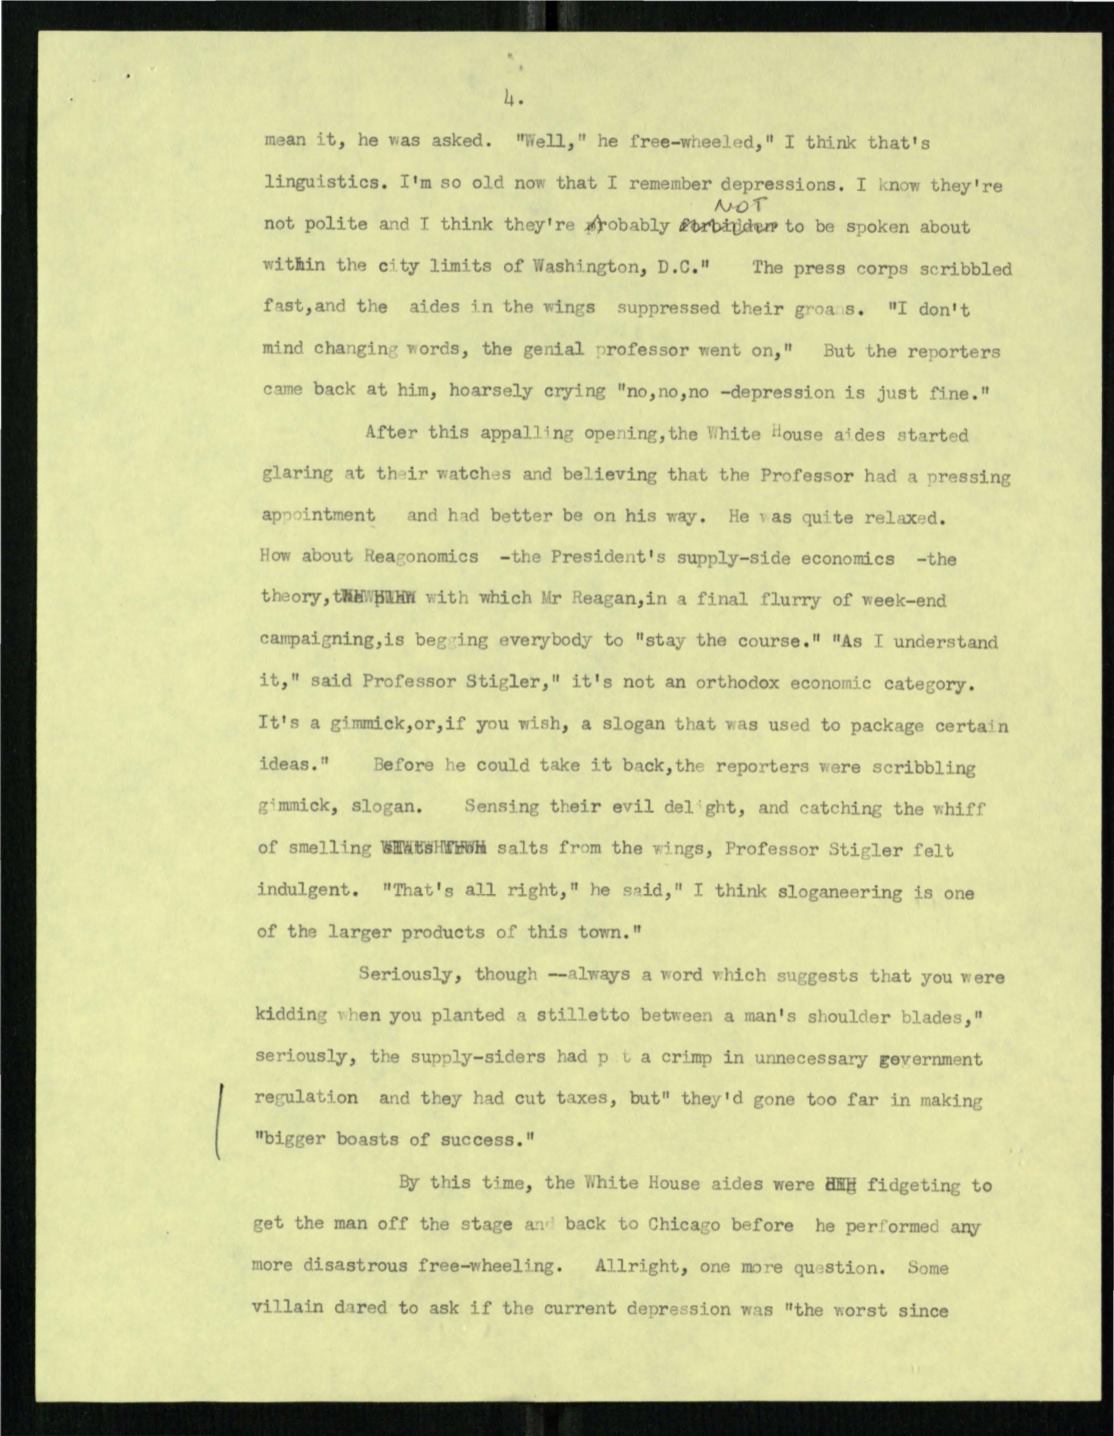 4.
mean it, he was asked. "Well," he free-wheeled," I think that's
linguistics. I'm so old now that I remember depressions. I know they're
NOT
not polite and I think they're probably forbidden to be spoken about
within the city limits of Washington, D.C." The press corps scribbled
fast,and the aides in the wings suppressed their groans. "I don't
mind changing words, the genial professor went on," But the reporters
came back at him, hoarsely crying "no,no,no -depression is just fine."
After this appalling opening,the White House aides started
glaring at their watches and believing that the Professor had a pressing
appointment and had better be on his way. He was quite relaxed.
How about Reagonomics -the President's supply-side economics -the
theory, with which Mr Reagan,in a final flurry of week-end
campaigning,is begging everybody to "stay the course." "As I understand
it," said Professor Stigler," it's not an orthodox economic category.
It's a gimmick,or,if you wish, a slogan that was used to package certain
ideas." Before he could take it back,the reporters were scribbling
gimmick, slogan. Sensing their evil delight, and catching the whiff
of smelling salts from the wings, Professor Stigler felt
indulgent. "That's all right," he said," I think sloganeering is one
of the larger products of this town."
Seriously, though --always a word which suggests that you were
kidding when you planted a stilletto between a man's shoulder blades,"
seriously, the supply-siders had p t a crimp in unnecessary government
regulation and they had cut taxes, but" they'd gone too far in making
"bigger boasts of success."
By this time, the White House aides were fidgeting to
get the man off the stage and back to Chicago before he performed any
more disastrous free-wheeling. Allright, one more question. Some
villain dared to ask if the current depression was "the worst since